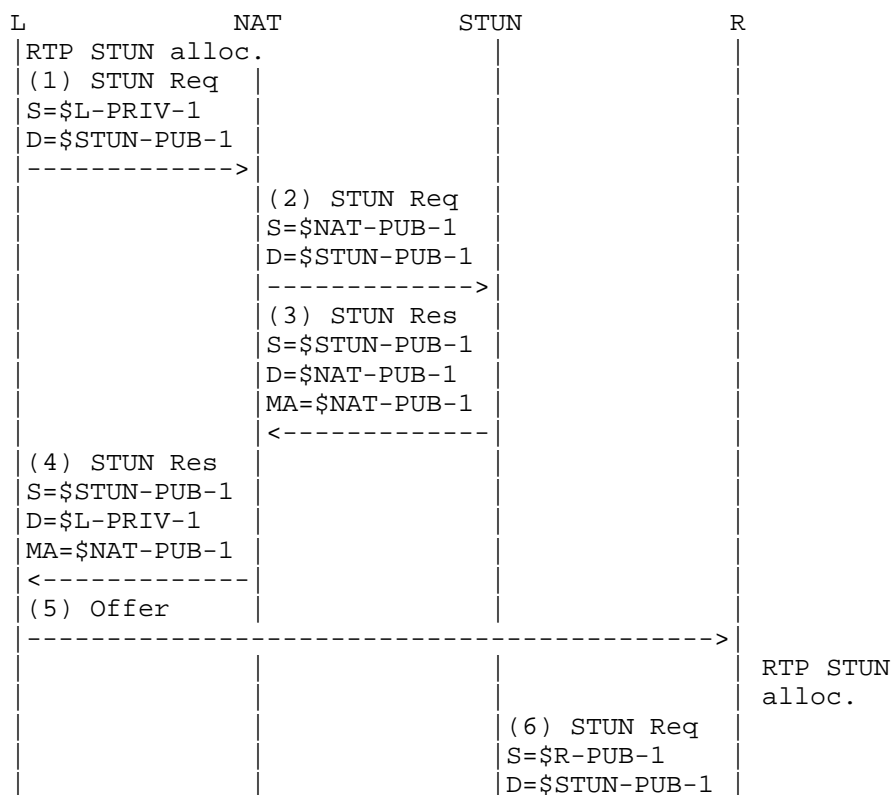 L NAT STUN R
|RTP STUN alloc. | |
|(1) STUN Req | | |
|S=$L-PRIV-1 | | |
|D=$STUN-PUB-1 | | |
|------------->| | |
| |(2) STUN Req | |
| |S=$NAT-PUB-1 | |
| |D=$STUN-PUB-1 | |
| |------------->| |
| |(3) STUN Res | |
| |S=$STUN-PUB-1 | |
| |D=$NAT-PUB-1 | |
| |MA=$NAT-PUB-1 | |
| |<-------------| |
|(4) STUN Res | | |
|S=$STUN-PUB-1 | | |
|D=$L-PRIV-1 | | |
|MA=$NAT-PUB-1 | | |
|<-------------| | |
|(5) Offer | | |
|------------------------------------------->|
| | | | RTP STUN
| | | | alloc.
| | |(6) STUN Req |
| | |S=$R-PUB-1 |
| | |D=$STUN-PUB-1 |